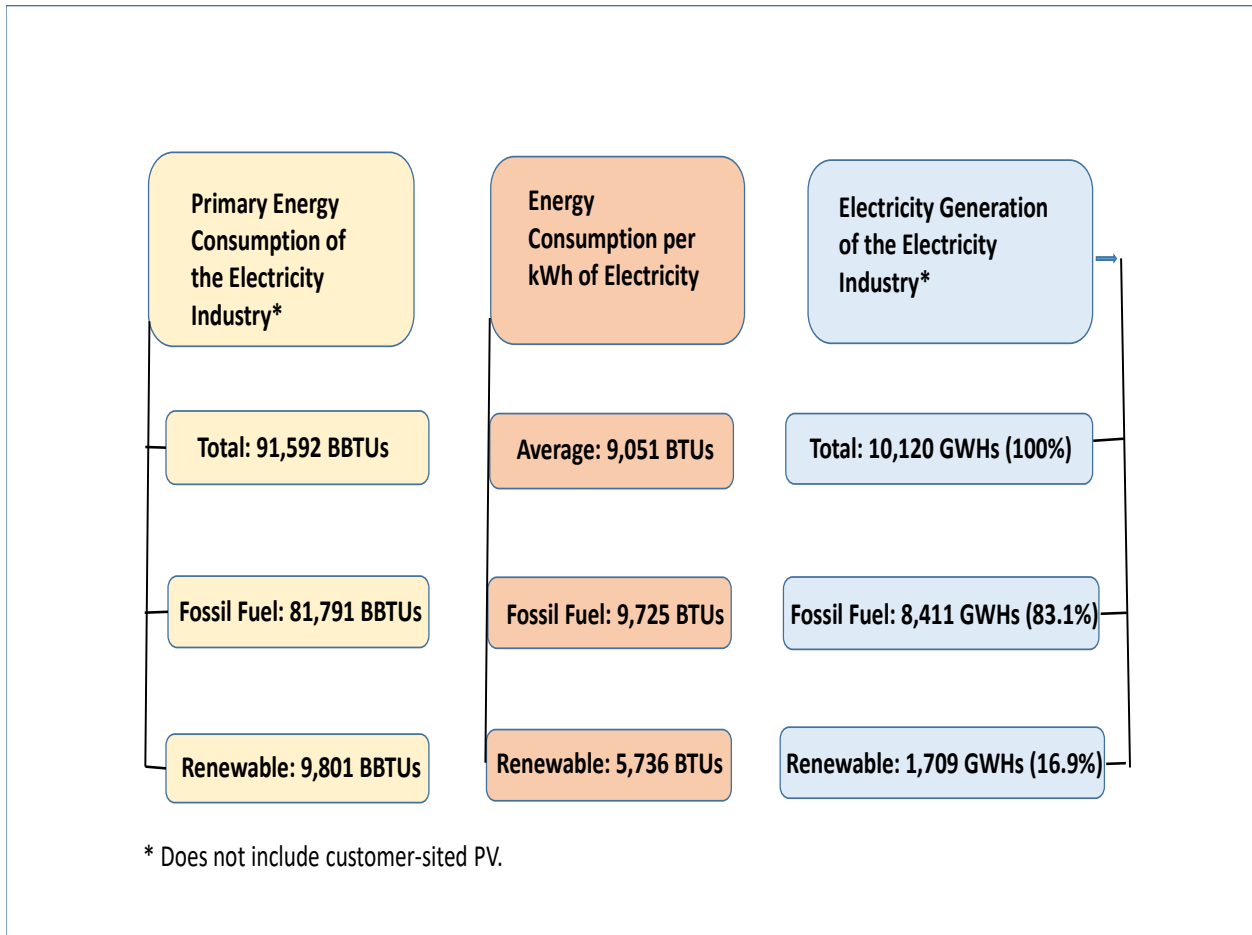 Primary Energy
Consumption of
the Electricity
Industry*
Energy
Consumption per
kWh of Electricity
Electricity Generation
of the Electricity
Industry*
Total: 91,592 BBTUs
Average: 9,051 BTUs
Total: 10,120 GWHs (100%)
Fossil Fuel: 81,791 BBTUs
Fossil Fuel: 9,725 BTUs
Fossil Fuel: 8,411 GWHs (83.1%)
Renewable: 9,801 BBTUs
Renewable: 5,736 BTUs
Renewable: 1,709 GWHs (16.9%)
* Does not include customer-sited PV.